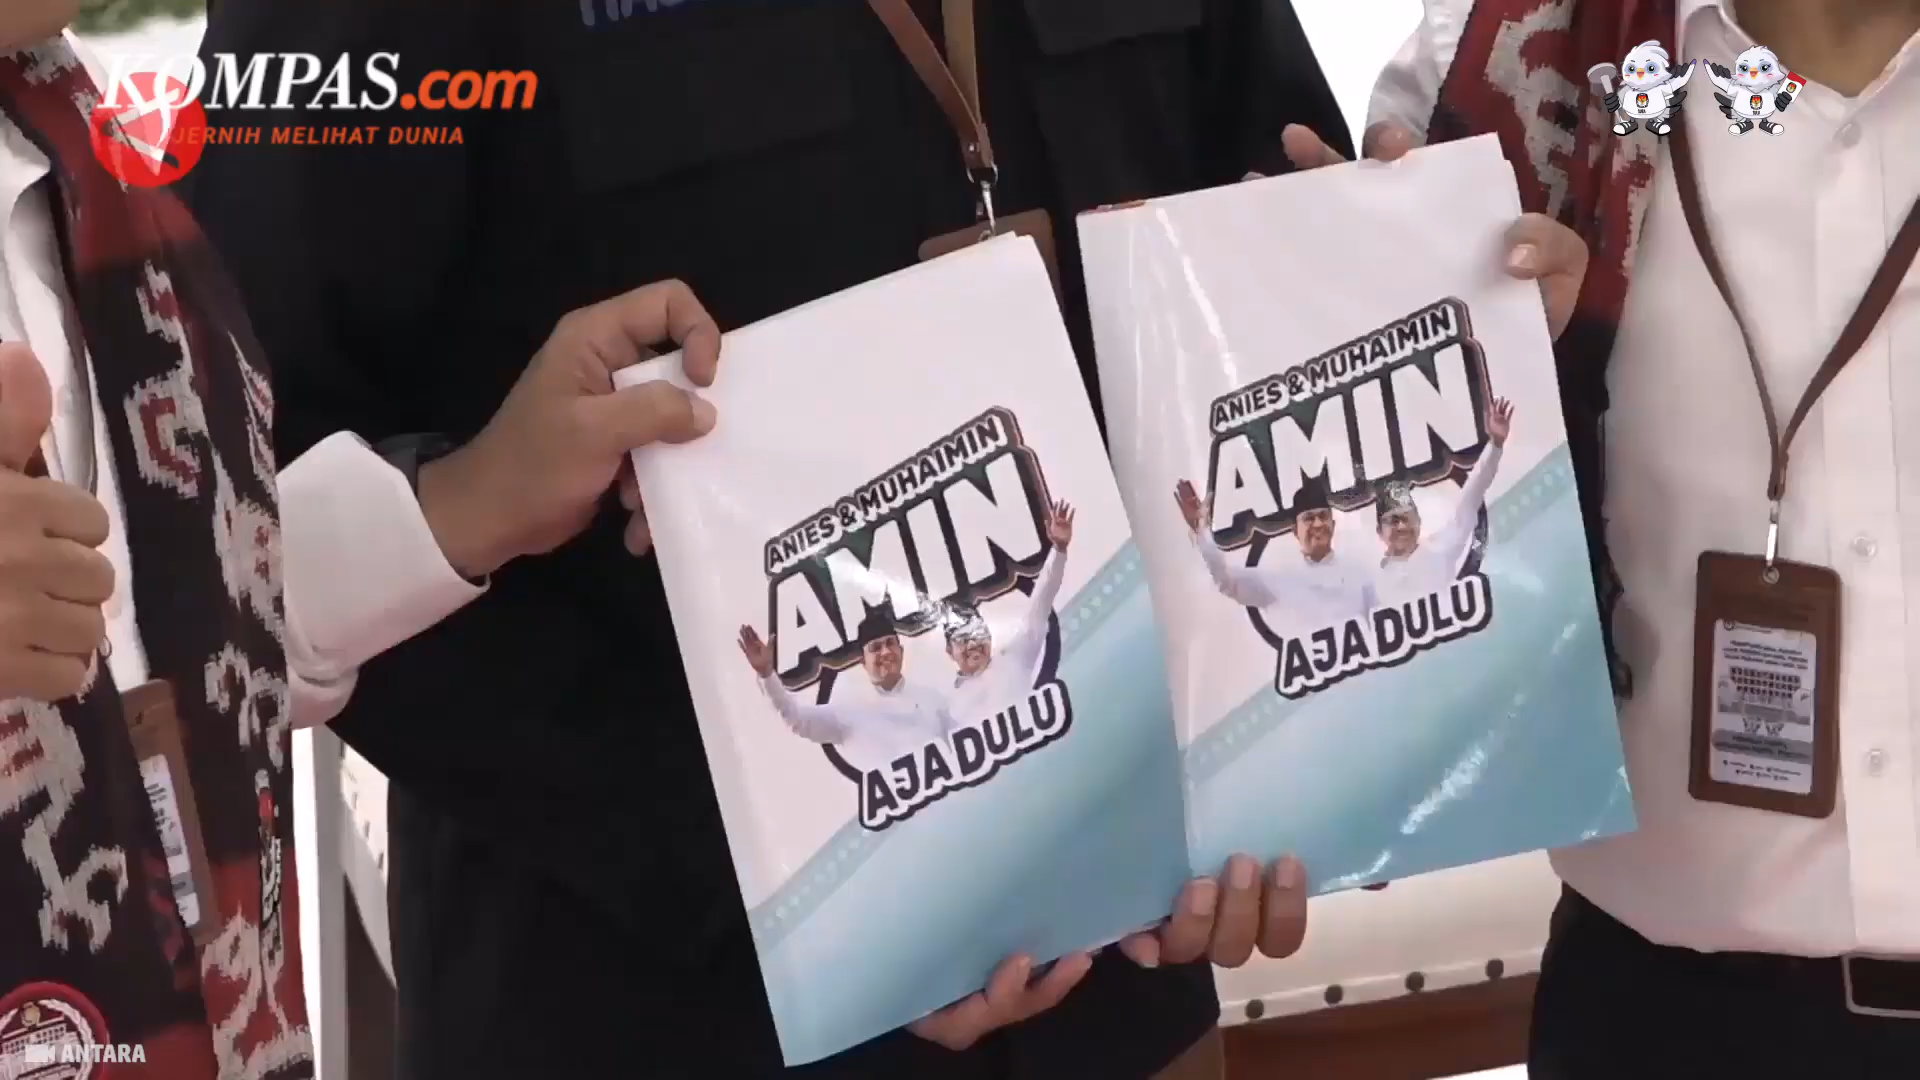 KOMPAS.com
JERNIH MELIHAT DUNIA
ANIES & MUHAIMIN
AMIN
AJA DULU
ANIES & MUHAIMIN
AMIN
AJA DULU
ANTARA